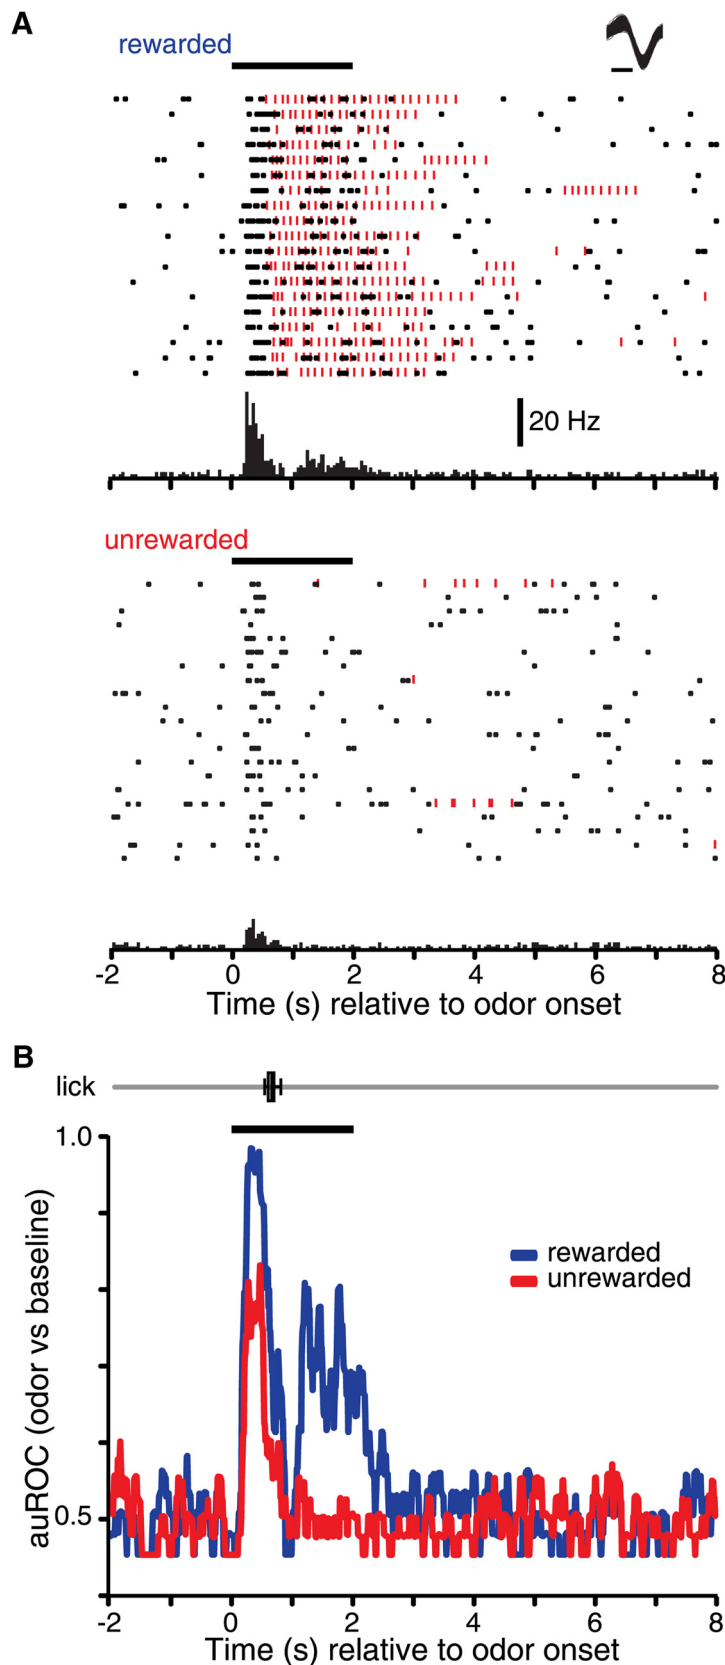 A
rewarded
20 Hz
unrewarded
-2 0 2 4 6 8
Time (s) relative to odor onset
B
lick
1.0
rewarded
unrewarded
0.5
auROC (odor vs baseline)
-2 0 2 4 6 8
Time (s) relative to odor onset